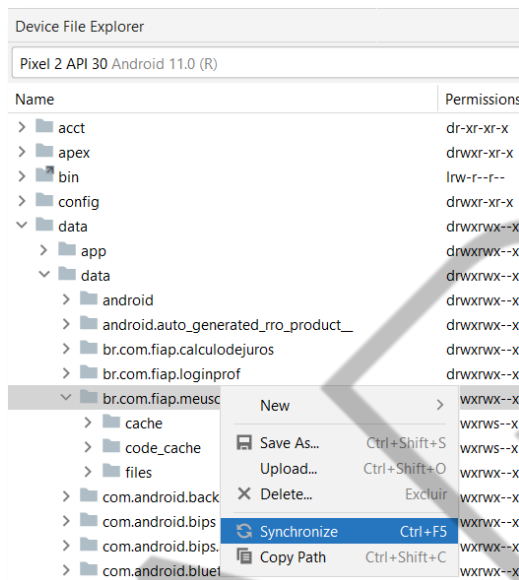 Device File Explorer
Pixel 2 API 30 Android 11.0 (R)
Name Permissions
acct dr-xr-xr-x
apex drwxr-xr-x
bin lrw-r--r--
config drwxr-xr-x
data drwxrwx--x
app drwxrwx--x
data drwxrwx--x
android drwxrwx--x
android.auto_generated_rro_product__ drwxrwx--x
br.com.fiap.calculodejuros drwxrwx--x
br.com.fiap.loginprof drwxrwx--x
br.com.fiap.meusc New wxrwx--x
cache wxrws--x
code_cache Save As... Ctrl+Shift+S wxrws--x
files Upload... Ctrl+Shift+O wxrwx--x
com.android.back Delete... Excluir wxrwx--x
com.android.bips Synchronize Ctrl+F5 wxrwx--x
com.android.bips. Copy Path Ctrl+Shift+C wxrwx--x
com.android.bluet wxrwx--x